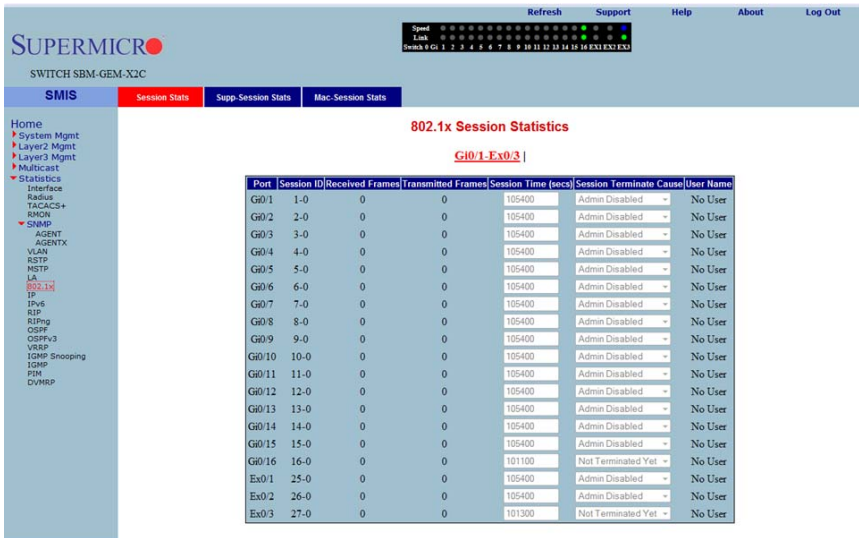 Refresh Support Help About Log Out
Speed
Link
Switch 0 Gi 1 2 3 4 5 6 7 8 9 10 11 12 13 14 15 16 EX1 EX2 EX3
SUPERMICRO
SWITCH SBM-GEM-X2C
SMIS
Session Stats Supp-Session Stats Mac-Session Stats
Home
System Mgmt
Layer2 Mgmt
Layer3 Mgmt
Multicast
Statistics
Interface
Radius
TACACS+
RMON
SNMP
AGENT
AGENTX
VLAN
RSTP
MSTP
LA
802.1x
IP
IPv6
RIP
RIPng
OSPF
OSPFv3
VRRP
IGMP Snooping
IGMP
PIM
DVMRP
802.1x Session Statistics
Gi0/1-Ex0/3 |
Port Session ID Received Frames Transmitted Frames Session Time (secs) Session Terminate Cause User Name
Gi0/1 1-0 0 0 105400 Admin Disabled No User
Gi0/2 2-0 0 0 105400 Admin Disabled No User
Gi0/3 3-0 0 0 105400 Admin Disabled No User
Gi0/4 4-0 0 0 105400 Admin Disabled No User
Gi0/5 5-0 0 0 105400 Admin Disabled No User
Gi0/6 6-0 0 0 105400 Admin Disabled No User
Gi0/7 7-0 0 0 105400 Admin Disabled No User
Gi0/8 8-0 0 0 105400 Admin Disabled No User
Gi0/9 9-0 0 0 105400 Admin Disabled No User
Gi0/10 10-0 0 0 105400 Admin Disabled No User
Gi0/11 11-0 0 0 105400 Admin Disabled No User
Gi0/12 12-0 0 0 105400 Admin Disabled No User
Gi0/13 13-0 0 0 105400 Admin Disabled No User
Gi0/14 14-0 0 0 105400 Admin Disabled No User
Gi0/15 15-0 0 0 105400 Admin Disabled No User
Gi0/16 16-0 0 0 101100 Not Terminated Yet No User
Ex0/1 25-0 0 0 105400 Admin Disabled No User
Ex0/2 26-0 0 0 105400 Admin Disabled No User
Ex0/3 27-0 0 0 101300 Not Terminated Yet No User